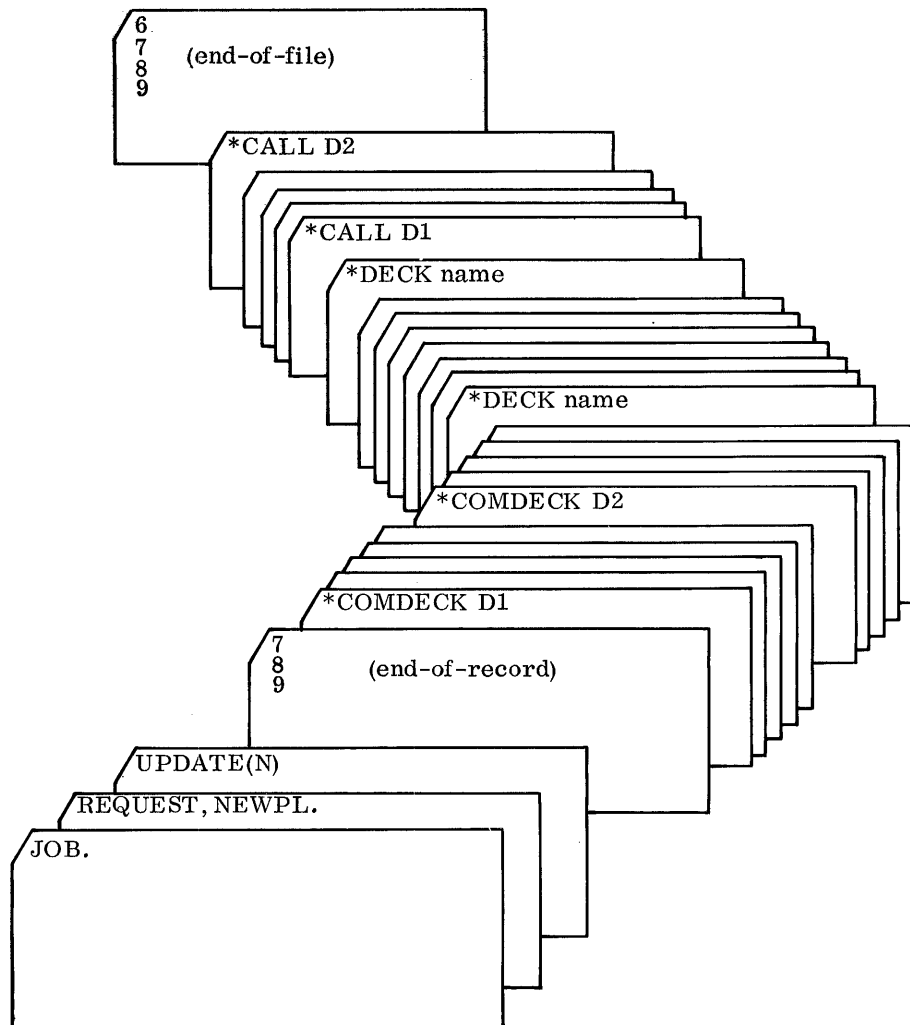 6
7
8
9
(end-of-file)
*CALL D2
*CALL D1
*DECK name
*DECK name
*COMDECK D2
*COMDECK D1
7
8
9
(end-of-record)
UPDATE(N)
REQUEST, NEWPL.
JOB.